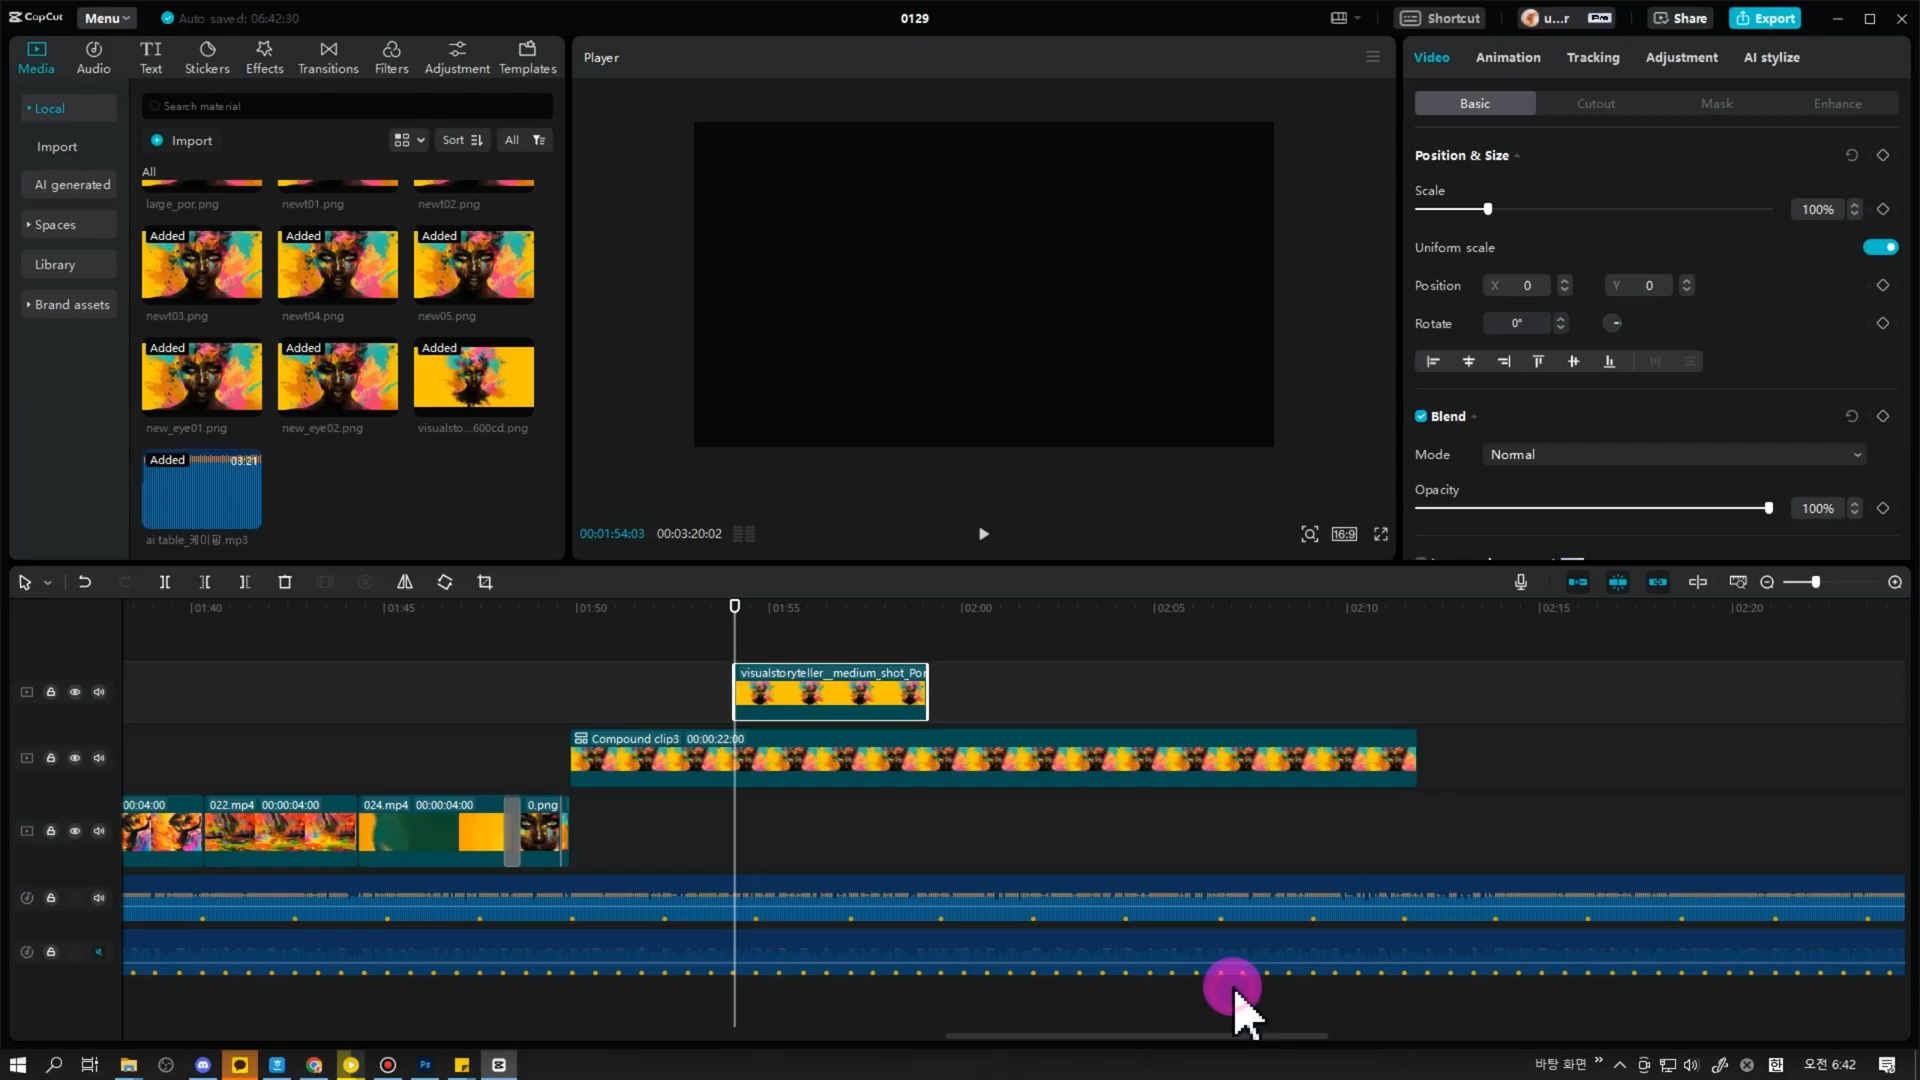 CapCut
Menu
Auto saved: 06:42:30
0129
Shortcut
u...r
Pro
Share
Export
Media
Audio
Text
Stickers
Effects
Transitions
Filters
Adjustment
Templates
Local
Import
AI generated
Spaces
Library
Brand assets
Search material
Import
Sort
All
All
large_por.png
newt01.png
newt02.png
Added
Added
Added
newt03.png
newt04.png
new05.png
Added
Added
Added
new_eye01.png
new_eye02.png
visualsto...600cd.png
Added
03:21
ai table_케이팝.mp3
Player
00:01:54:03
00:03:20:02
16:9
Video
Animation
Tracking
Adjustment
AI stylize
Basic
Cutout
Mask
Enhance
Position & Size
Scale
100%
Uniform scale
Position
X 0
Y 0
Rotate
0°
Blend
Mode
Normal
Opacity
100%
01:40
01:45
01:50
01:55
02:00
02:05
02:10
02:15
02:20
visualstoryteller__medium_shot_Por
Compound clip3 00:00:22:00
00:04:00
022.mp4 00:00:04:00
024.mp4 00:00:04:00
0.png
Ps
바탕 화면
한
오전 6:42